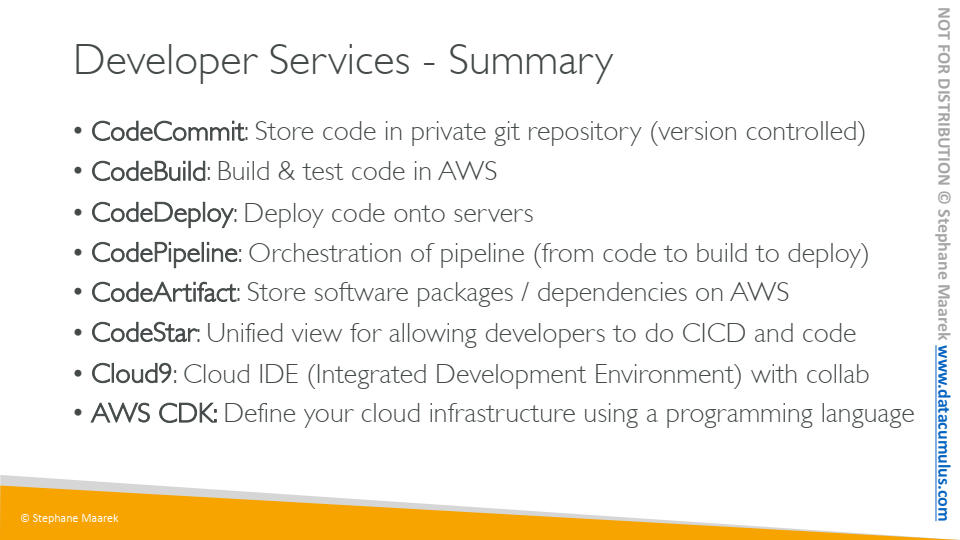 Developer Services - Summary
• CodeCommit: Store code in private git repository (version controlled)
• CodeBuild: Build & test code in AWS
• CodeDeploy: Deploy code onto servers
• CodePipeline: Orchestration of pipeline (from code to build to deploy)
• CodeArtifact: Store software packages / dependencies on AWS
• CodeStar: Unified view for allowing developers to do CICD and code
• Cloud9: Cloud IDE (Integrated Development Environment) with collab
• AWS CDK: Define your cloud infrastructure using a programming language
© Stephane Maarek
NOT FOR DISTRIBUTION © Stephane Maarek www.datacumulus.com